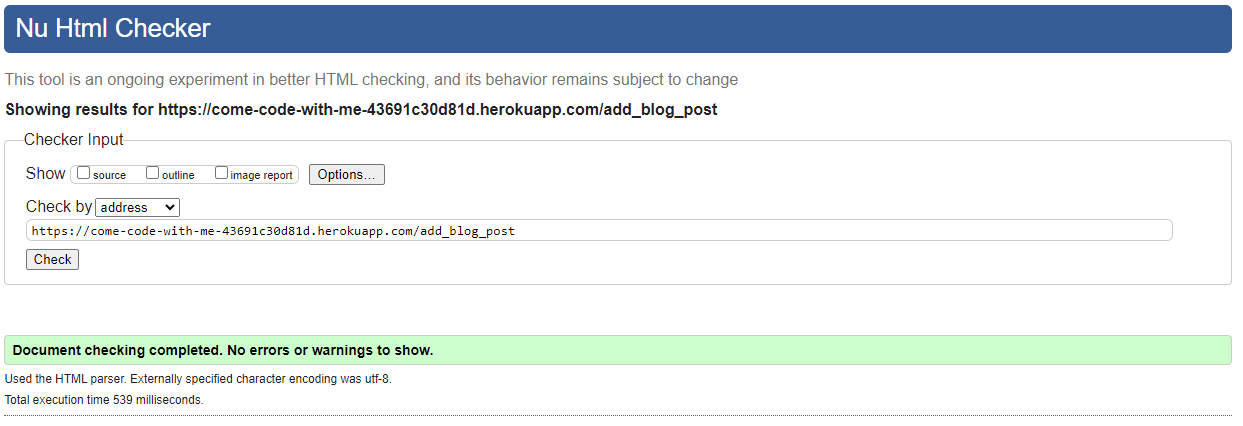 Nu Html Checker
This tool is an ongoing experiment in better HTML checking, and its behavior remains subject to change
Showing results for https://come-code-with-me-43691c30d81d.herokuapp.com/add_blog_post
Checker Input
Show source outline image report Options...
Check by address
https://come-code-with-me-43691c30d81d.herokuapp.com/add_blog_post
Check
Document checking completed. No errors or warnings to show.
Used the HTML parser. Externally specified character encoding was utf-8.
Total execution time 539 milliseconds.